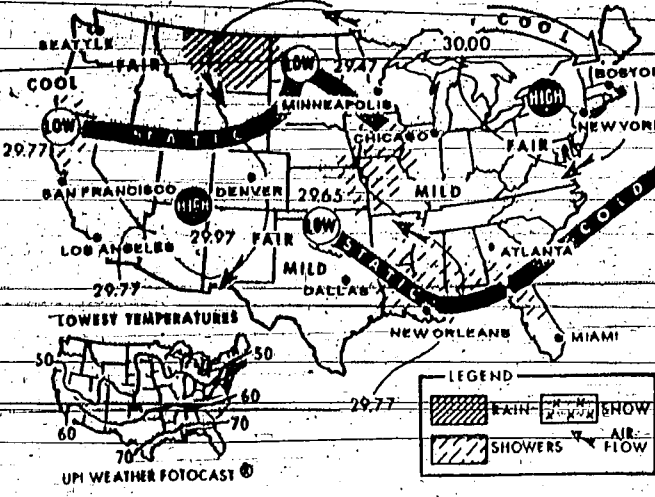 COOL
30.00
SEATTLE
FAIR
LOW
29.47
COOL
BOSTON
HIGH
MINNEAPOLIS
LOW
STATIC
CHICAGO
NEW YORK
29.77
FAIR
SAN FRANCISCO
DENVER
29.65
MILD
HIGH
LOW
COLD
29.97
FAIR
STATIC
ATLANTA
LOS ANGELES
MILD
29.77
DALLAS
LOWEST TEMPERATURES
NEW ORLEANS
MIAMI
50
50
LEGEND
60
29.77
RAIN
SNOW
70
60
SHOWERS
AIR FLOW
70
UPI WEATHER FOTOCAST ®